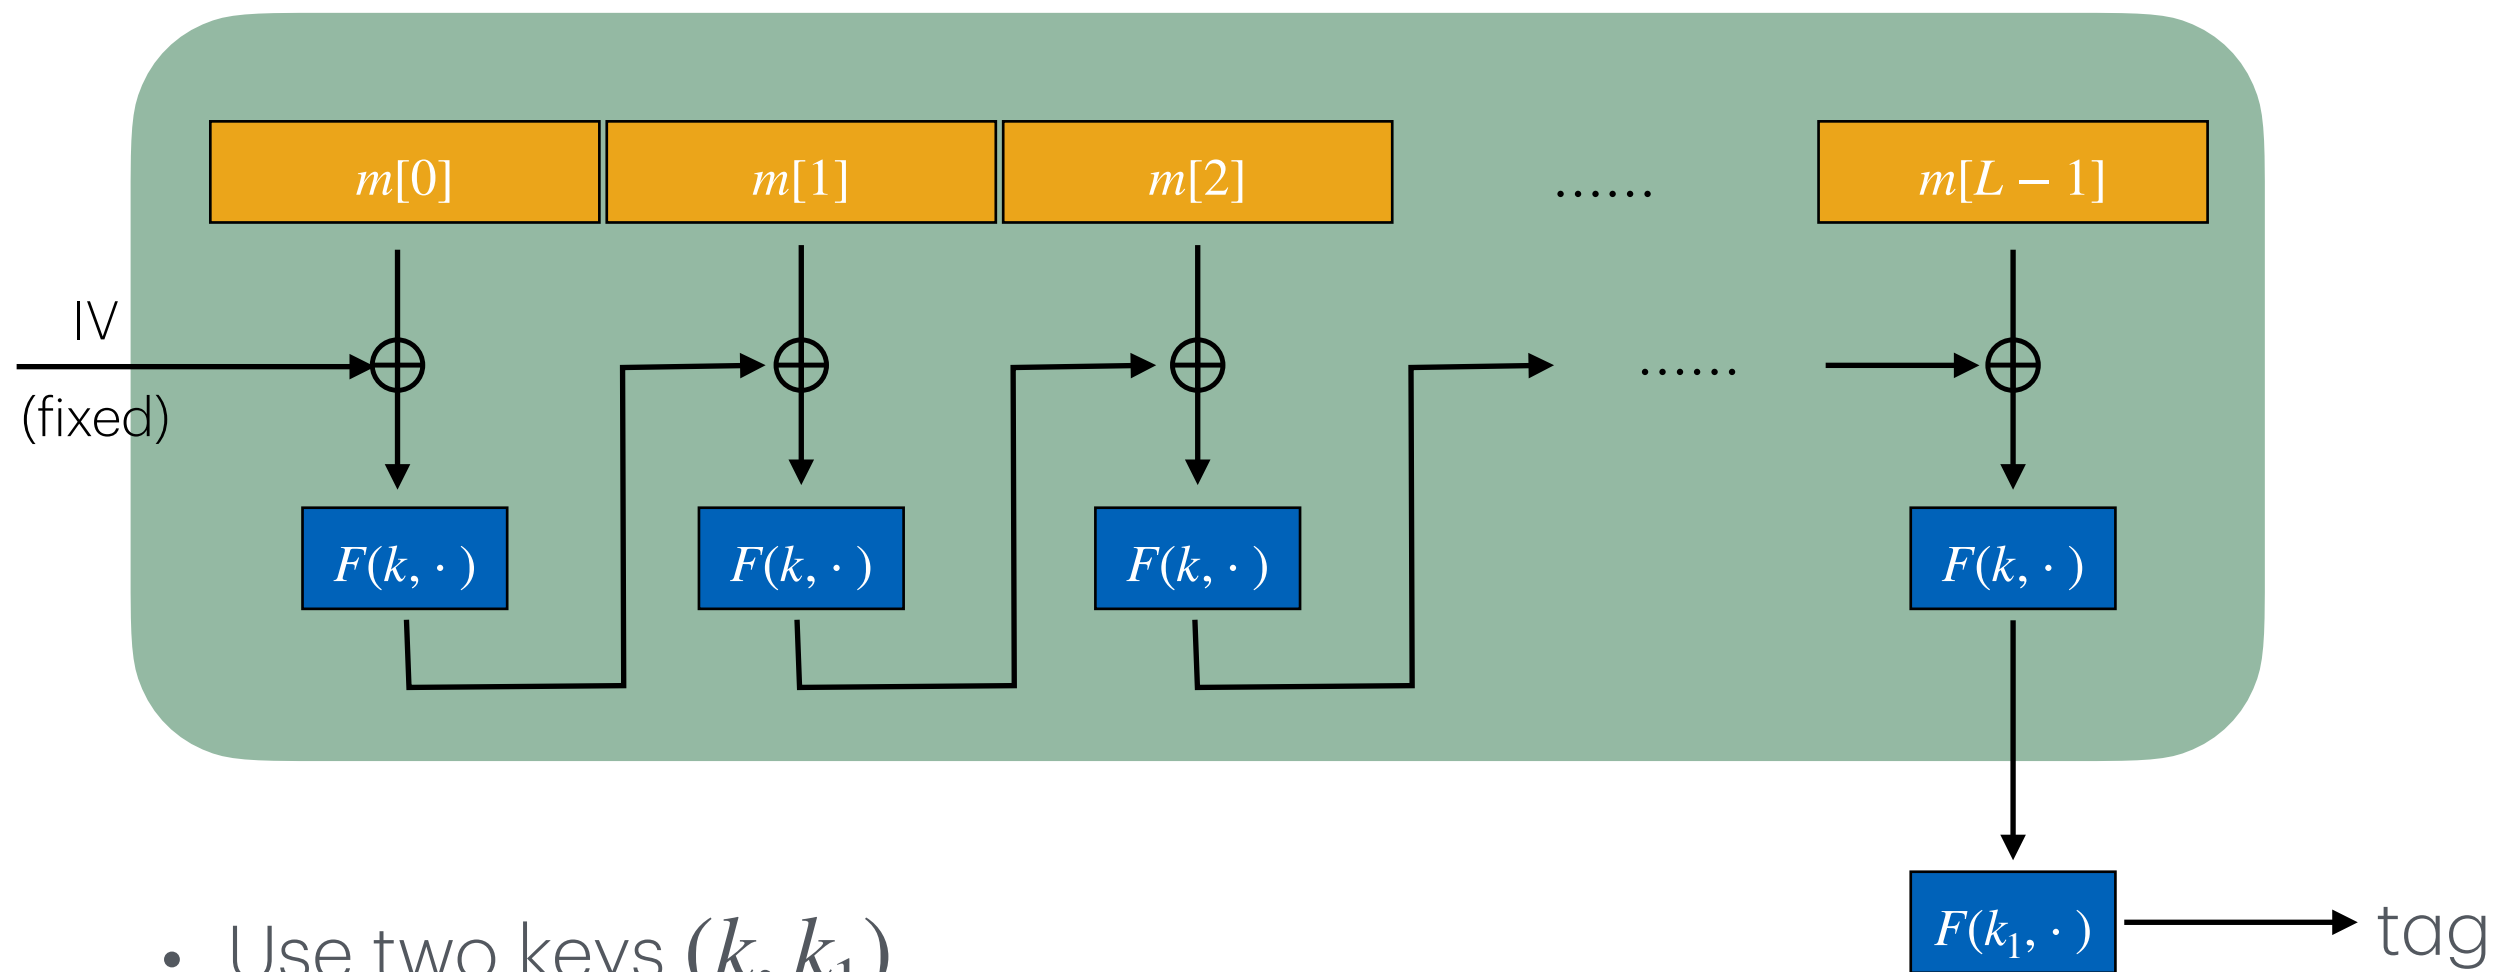 m[0] m[1] m[2] ...... m[L − 1]
IV
(fixed)
......
F(k, · ) F(k, · ) F(k, · ) F(k, · )
F(k₁, · ) tag
• Use two keys (k, k₁)